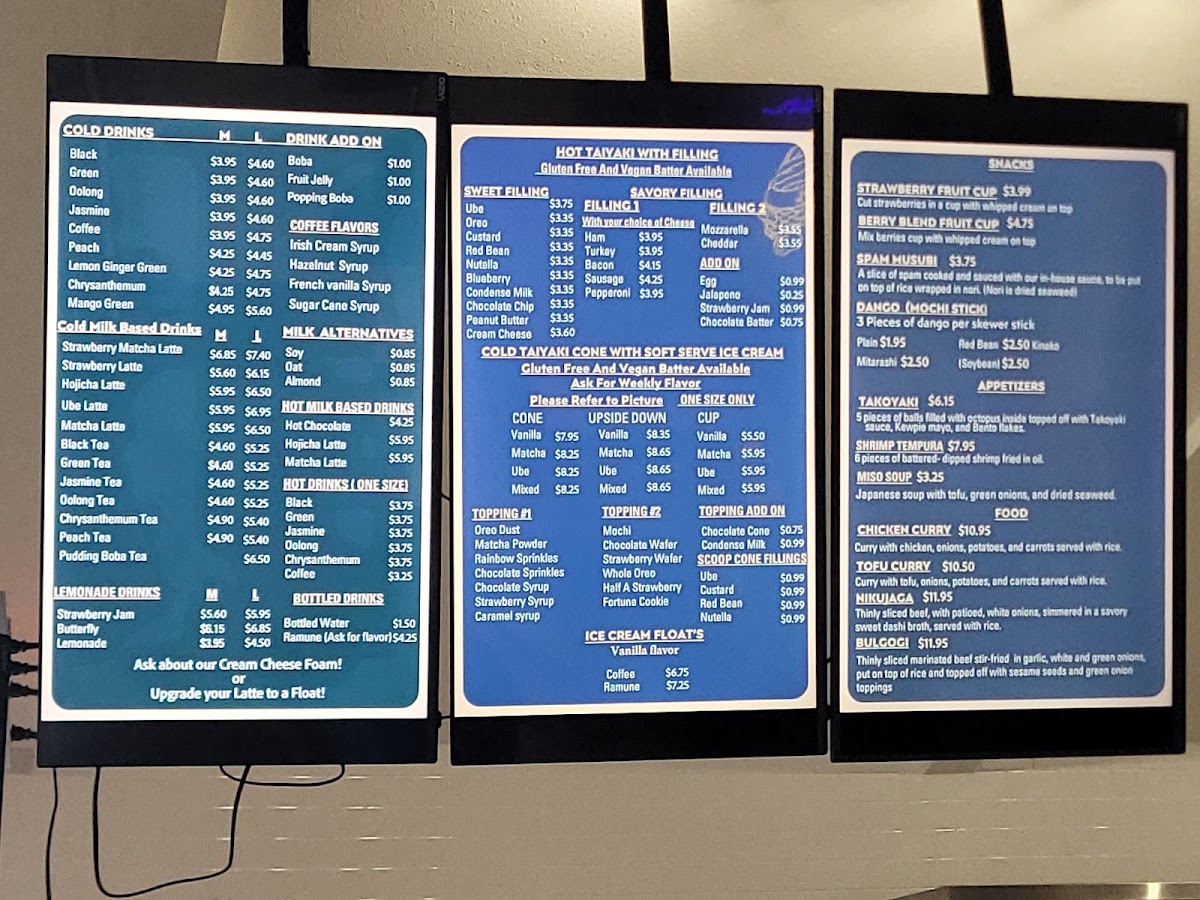 VIZIO
COLD DRINKS M L
Black $3.95 $4.60
Green $3.95 $4.60
Oolong $3.95 $4.60
Jasmine $3.95 $4.60
Coffee $3.95 $4.75
Peach $4.25 $4.45
Lemon Ginger Green $4.25 $4.75
Chrysanthemum $4.25 $4.75
Mango Green $4.95 $5.60
Cold Milk Based Drinks M L
Strawberry Matcha Latte $6.85 $7.40
Strawberry Latte $5.60 $6.15
Hojicha Latte $5.95 $6.50
Ube Latte $5.95 $6.95
Matcha Latte $5.95 $6.50
Black Tea $4.60 $5.25
Green Tea $4.60 $5.25
Jasmine Tea $4.60 $5.25
Oolong Tea $4.60 $5.25
Chrysanthemum Tea $4.90 $5.40
Peach Tea $4.90 $5.40
Pudding Boba Tea $6.50
LEMONADE DRINKS M L
Strawberry Jam $5.60 $5.95
Butterfly $6.15 $6.85
Lemonade $3.95 $4.50
DRINK ADD ON
Boba $1.00
Fruit Jelly $1.00
Popping Boba $1.00
COFFEE FLAVORS
Irish Cream Syrup
Hazelnut Syrup
French vanilla Syrup
Sugar Cane Syrup
MILK ALTERNATIVES
Soy $0.85
Oat $0.85
Almond $0.85
HOT MILK BASED DRINKS
Hot Chocolate $4.25
Hojicha Latte $5.95
Matcha Latte $5.95
HOT DRINKS ( ONE SIZE)
Black $3.75
Green $3.75
Jasmine $3.75
Oolong $3.75
Chrysanthemum $3.75
Coffee $3.25
BOTTLED DRINKS
Bottled Water $1.50
Ramune (Ask for flavor) $4.25
Ask about our Cream Cheese Foam!
or
Upgrade your Latte to a Float!
HOT TAIYAKI WITH FILLING
Gluten Free And Vegan Batter Available
SWEET FILLING
Ube $3.75
Oreo $3.35
Custard $3.35
Red Bean $3.35
Nutella $3.35
Blueberry $3.35
Condense Milk $3.35
Chocolate Chip $3.35
Peanut Butter $3.35
Cream Cheese $3.60
SAVORY FILLING
FILLING 1
With your choice of Cheese
Ham $3.95
Turkey $3.95
Bacon $4.15
Sausage $4.25
Pepperoni $3.95
FILLING 2
Mozzarella $3.55
Cheddar $3.55
ADD ON
Egg $0.99
Jalapeno $0.25
Strawberry Jam $0.99
Chocolate Batter $0.75
COLD TAIYAKI CONE WITH SOFT SERVE ICE CREAM
Gluten Free And Vegan Batter Available
Ask For Weekly Flavor
Please Refer to Picture ONE SIZE ONLY
CONE UPSIDE DOWN CUP
Vanilla $7.95 Vanilla $8.35 Vanilla $5.50
Matcha $8.25 Matcha $8.65 Matcha $5.95
Ube $8.25 Ube $8.65 Ube $5.95
Mixed $8.25 Mixed $8.65 Mixed $5.95
TOPPING #1
Oreo Dust
Matcha Powder
Rainbow Sprinkles
Chocolate Sprinkles
Chocolate Syrup
Strawberry Syrup
Caramel syrup
TOPPING #2
Mochi
Chocolate Wafer
Strawberry Wafer
Whole Oreo
Half A Strawberry
Fortune Cookie
TOPPING ADD ON
Chocolate Cone $0.75
Condense Milk $0.99
SCOOP CONE FILLINGS
Ube $0.99
Custard $0.99
Red Bean $0.99
Nutella $0.99
ICE CREAM FLOAT'S
Vanilla flavor
Coffee $6.75
Ramune $7.25
SNACKS
STRAWBERRY FRUIT CUP $3.99
Cut strawberries in a cup with whipped cream on top
BERRY BLEND FRUIT CUP $4.75
Mix berries cup with whipped cream on top
SPAM MUSUBI $3.75
A slice of spam cooked and sauced with our in-house sauce, to be put
on top of rice wrapped in nori. (Nori is dried seaweed)
DANGO (MOCHI STICK)
3 Pieces of dango per skewer stick
Plain $1.95 Red Bean $2.50 Kinako
Mitarashi $2.50 (Soybean) $2.50
APPETIZERS
TAKOYAKI $6.15
5 pieces of balls filled with octopus inside topped off with Takoyaki
sauce, Kewpie mayo, and Bonito flakes.
SHRIMP TEMPURA $7.95
6 pieces of battered- dipped shrimp fried in oil.
MISO SOUP $3.25
Japanese soup with tofu, green onions, and dried seaweed.
FOOD
CHICKEN CURRY $10.95
Curry with chicken, onions, potatoes, and carrots served with rice.
TOFU CURRY $10.50
Curry with tofu, onions, potatoes, and carrots served with rice.
NIKUJAGA $11.95
Thinly sliced beef, with patioed, white onions, simmered in a savory
sweet dashi broth, served with rice.
BULGOGI $11.95
Thinly sliced marinated beef stir-fried in garlic, white and green onions,
put on top of rice and topped off with sesame seeds and green onion
toppings